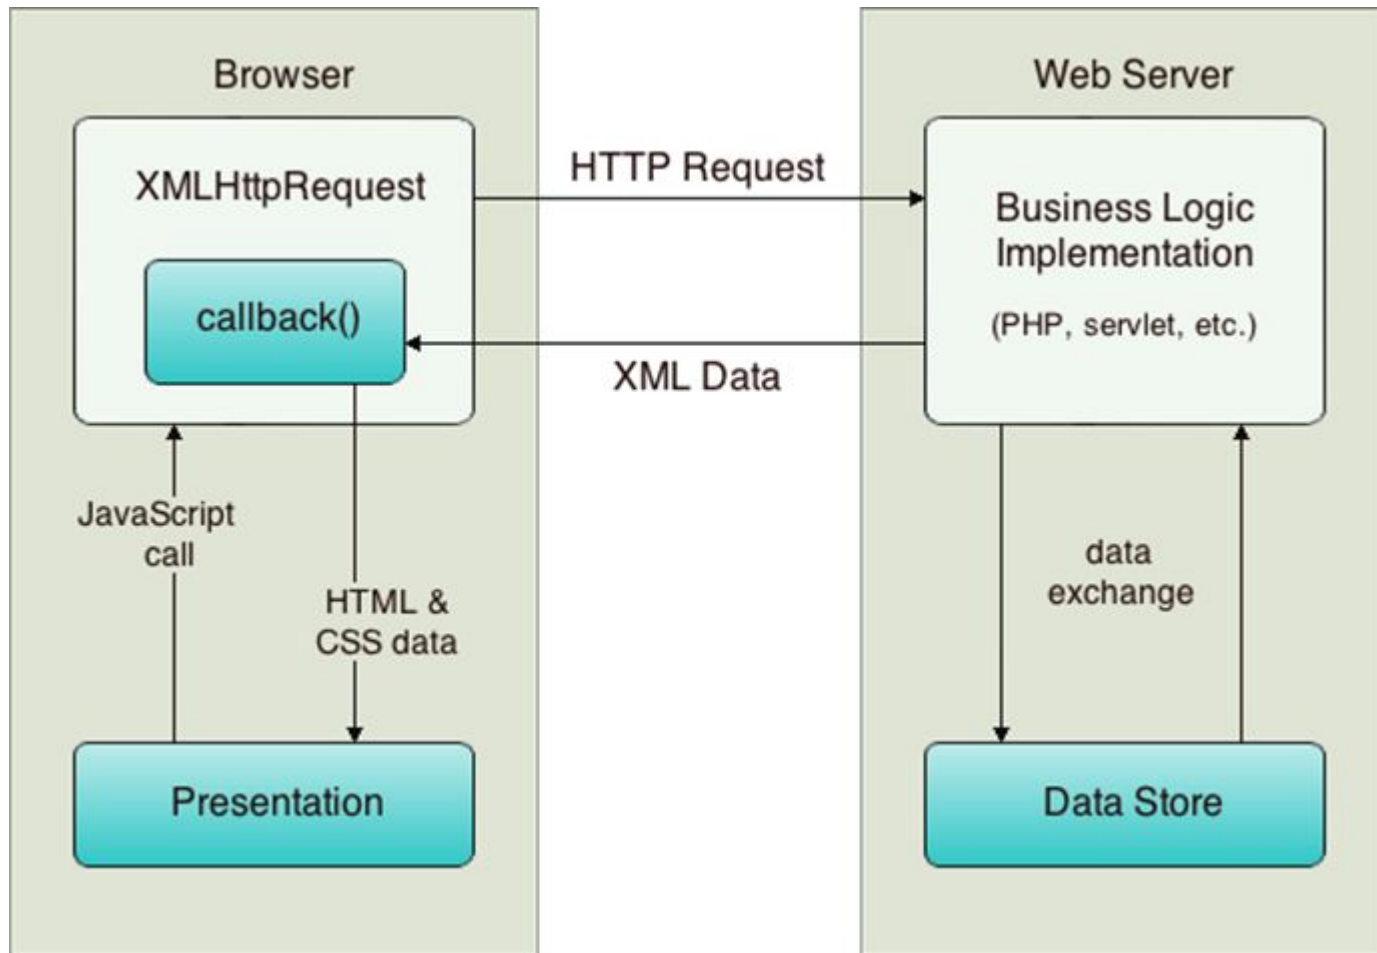 Browser
XMLHttpRequest
callback()
JavaScript
call
HTML &
CSS data
Presentation
HTTP Request
XML Data
Web Server
Business Logic
Implementation
(PHP, servlet, etc.)
data
exchange
Data Store